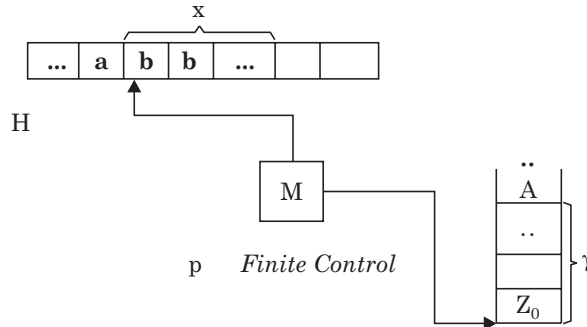 x
... a b b ...
H
M
..
A
..
γ
p Finite Control
Z₀